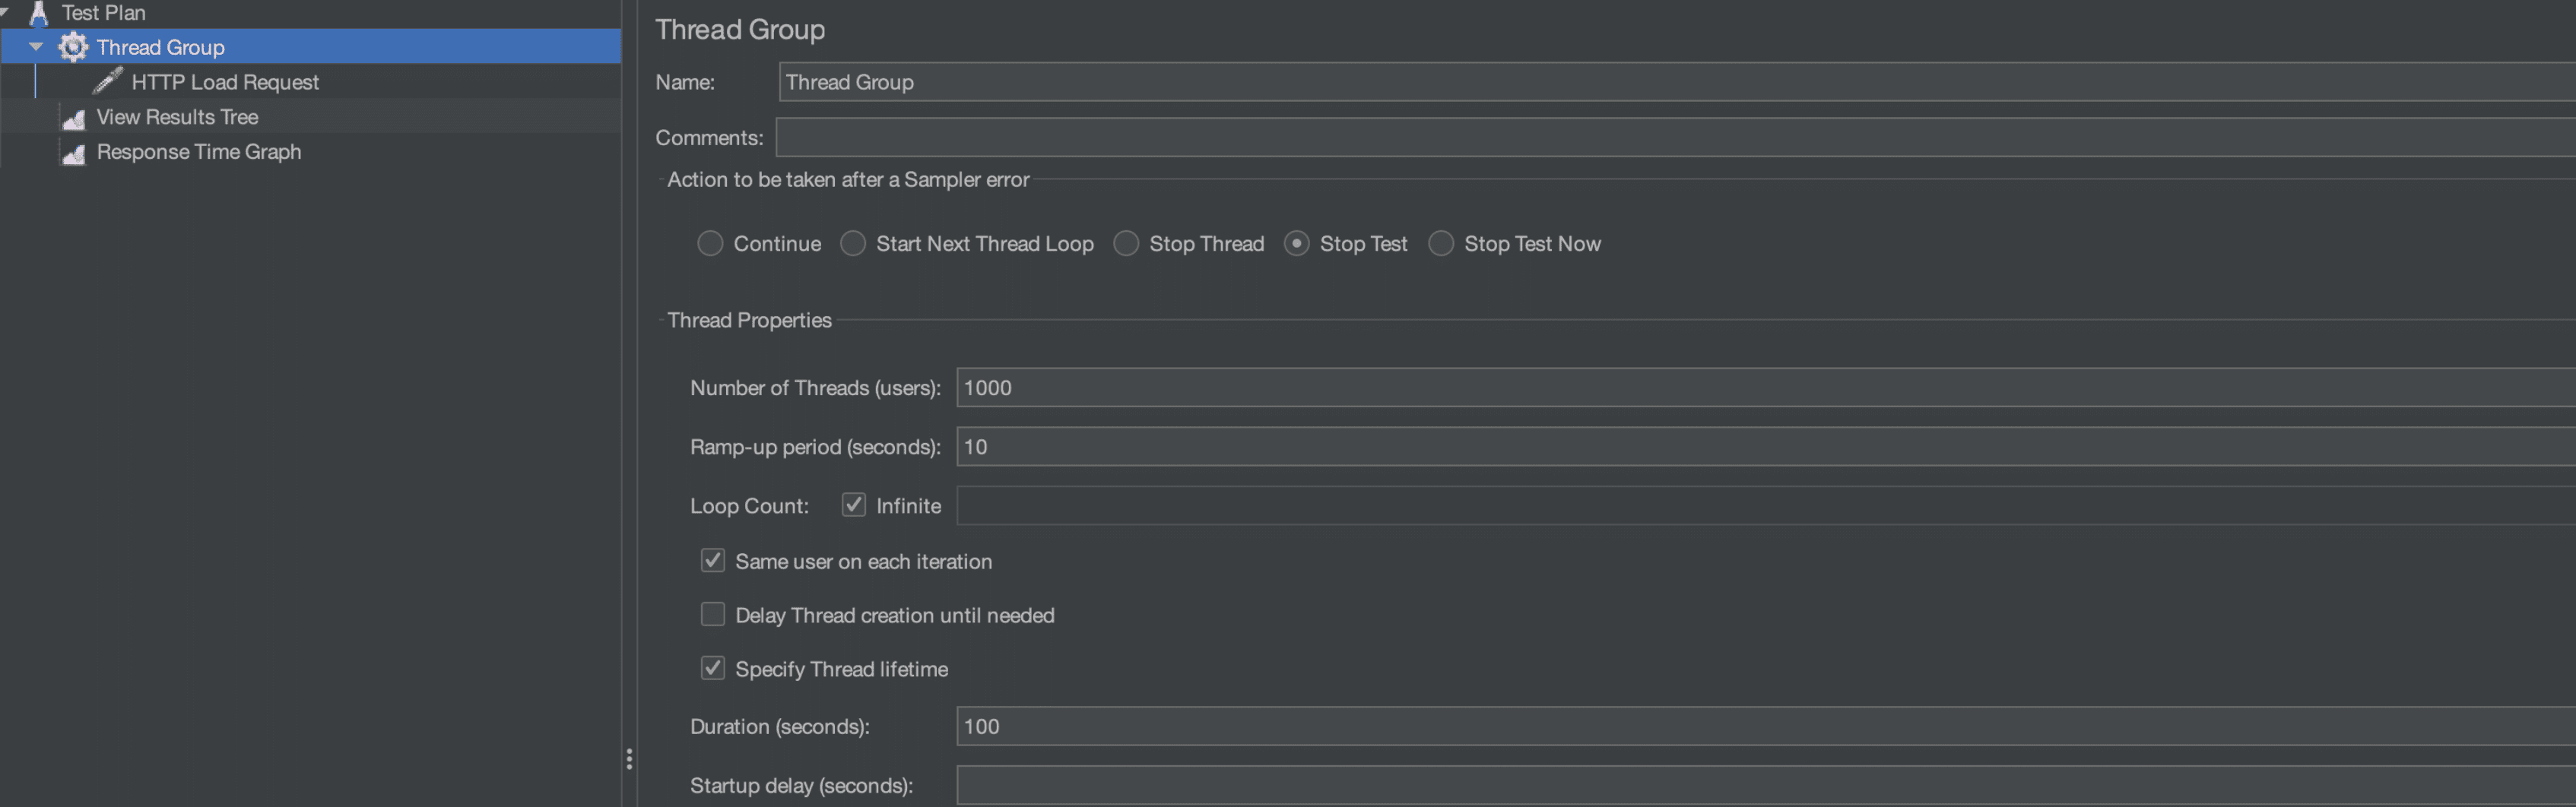 Test Plan
Thread Group
HTTP Load Request
View Results Tree
Response Time Graph
Thread Group
Name: Thread Group
Comments:
Action to be taken after a Sampler error
Continue Start Next Thread Loop Stop Thread Stop Test Stop Test Now
Thread Properties
Number of Threads (users): 1000
Ramp-up period (seconds): 10
Loop Count: Infinite
Same user on each iteration
Delay Thread creation until needed
Specify Thread lifetime
Duration (seconds): 100
Startup delay (seconds):